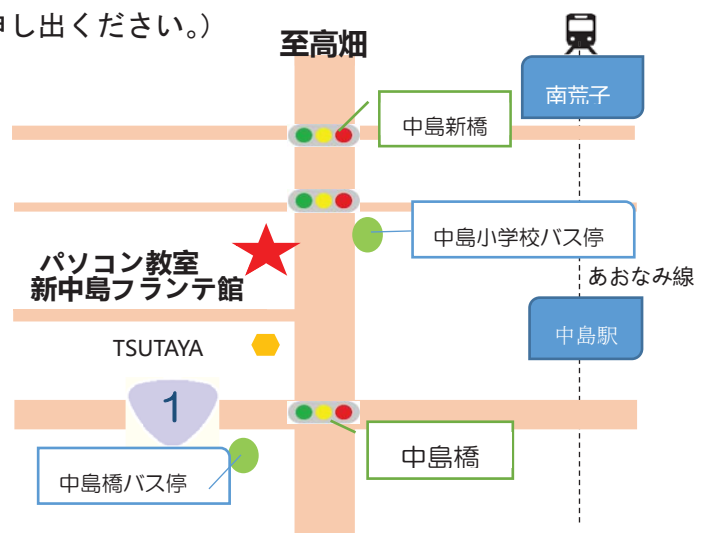 し出ください。）
至高畑
南荒子
中島新橋
中島小学校バス停
パソコン教室
新中島フランテ館
あおなみ線
中島駅
TSUTAYA
1
中島橋
中島橋バス停